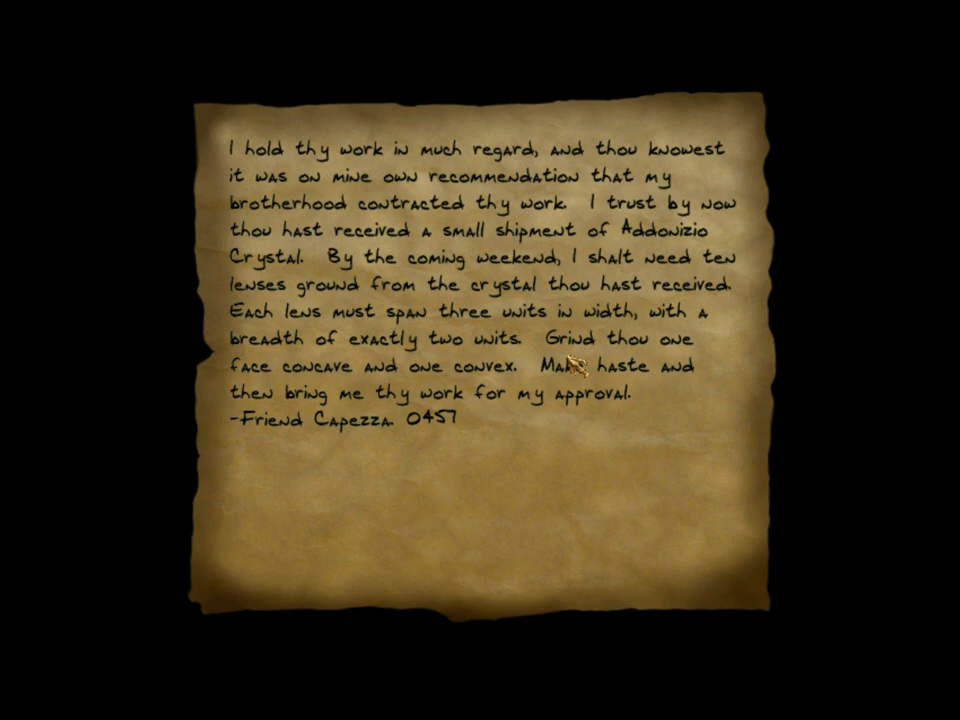 I hold thy work in much regard, and thou knowest
it was on mine own recommendation that my
brotherhood contracted thy work.  I trust by now
thou hast received a small shipment of Addonizio
Crystal.  By the coming weekend, I shalt need ten
lenses ground from the crystal thou hast received.
Each lens must span three units in width, with a
breadth of exactly two units.  Grind thou one
face concave and one convex.  Make haste and
then bring me thy work for my approval.
-Friend Capezza. 0457